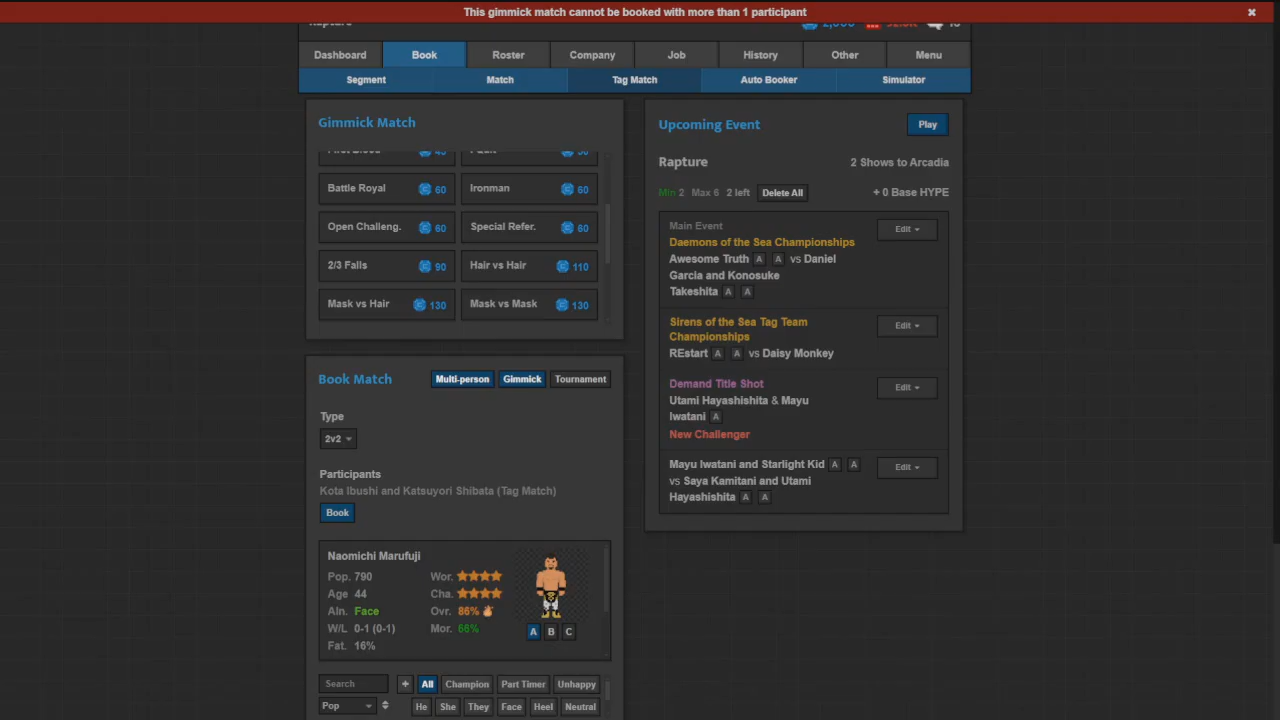 This gimmick match cannot be booked with more than 1 participant
Rapture
Dashboard Book Roster Company Job History Other Menu
Segment Match Tag Match Auto Booker Simulator
Gimmick Match
Battle Royal 60 Ironman 60
Open Challeng. 60 Special Refer. 60
2/3 Falls 90 Hair vs Hair 110
Mask vs Hair 130 Mask vs Mask 130
Book Match Multi-person Gimmick Tournament
Type
2v2
Participants
Kota Ibushi and Katsuyori Shibata (Tag Match)
Book
Naomichi Marufuji
Pop. 790 Wor.
Age 44 Cha.
Aln. Face Ovr. 86%
W/L 0-1 (0-1) Mor. 66%
Fat. 16%
A B C
Search + All Champion Part Timer Unhappy
Pop He She They Face Heel Neutral
Upcoming Event Play
Rapture 2 Shows to Arcadia
Min 2 Max 6 2 left Delete All + 0 Base HYPE
Main Event Edit
Daemons of the Sea Championships
Awesome Truth A A vs Daniel
Garcia and Konosuke
Takeshita A A
Sirens of the Sea Tag Team Edit
Championships
REstart A A vs Daisy Monkey
Demand Title Shot Edit
Utami Hayashishita & Mayu
Iwatani A
New Challenger
Mayu Iwatani and Starlight Kid A A Edit
vs Saya Kamitani and Utami
Hayashishita A A